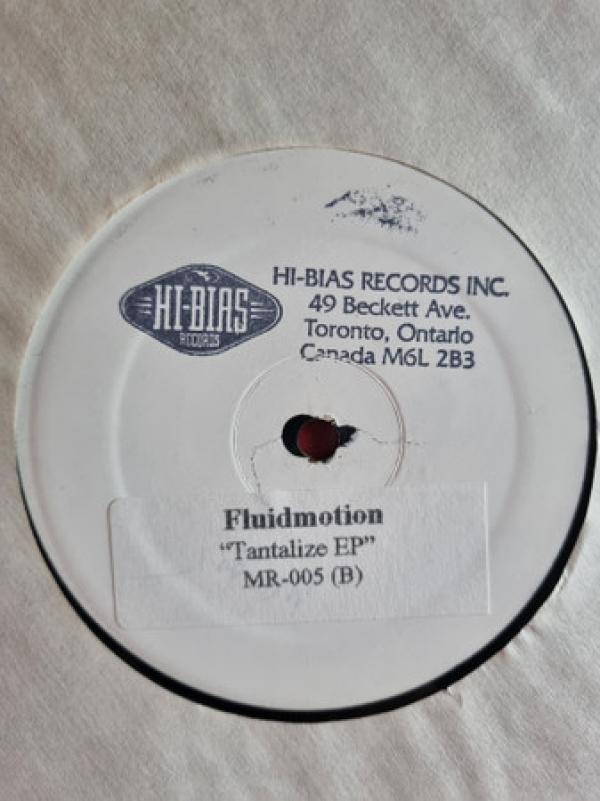 HI-BIAS
RECORDS
HI-BIAS RECORDS INC.
49 Beckett Ave.
Toronto, Ontario
Canada M6L 2B3
Fluidmotion
“Tantalize EP”
MR-005 (B)